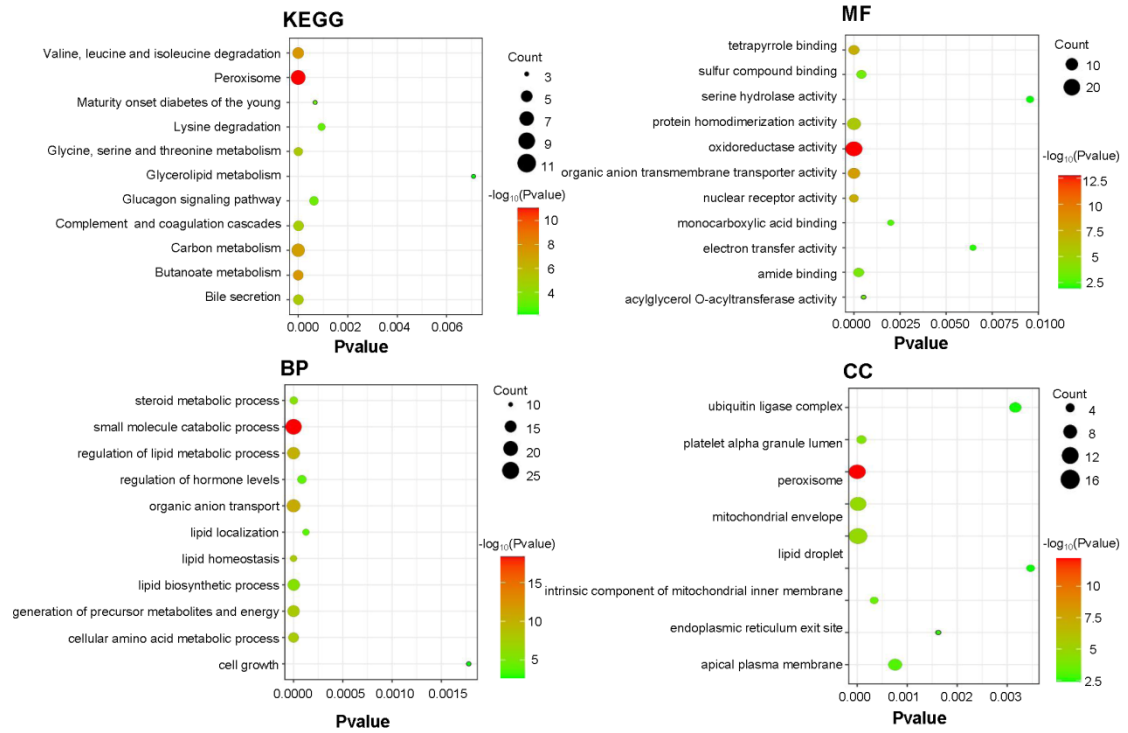 KEGG
Valine, leucine and isoleucine degradation
Peroxisome
Maturity onset diabetes of the young
Lysine degradation
Glycine, serine and threonine metabolism
Glycerolipid metabolism
Glucagon signaling pathway
Complement and coagulation cascades
Carbon metabolism
Butanoate metabolism
Bile secretion
0.000 0.002 0.004 0.006
Pvalue
Count
3
5
7
9
11
-log10(Pvalue)
10
8
6
4
MF
tetrapyrrole binding
sulfur compound binding
serine hydrolase activity
protein homodimerization activity
oxidoreductase activity
organic anion transmembrane transporter activity
nuclear receptor activity
monocarboxylic acid binding
electron transfer activity
amide binding
acylglycerol O-acyltransferase activity
0.0000 0.0025 0.0050 0.0075 0.0100
Pvalue
Count
10
20
-log10(Pvalue)
12.5
10.0
7.5
5.0
2.5
BP
steroid metabolic process
small molecule catabolic process
regulation of lipid metabolic process
regulation of hormone levels
organic anion transport
lipid localization
lipid homeostasis
lipid biosynthetic process
generation of precursor metabolites and energy
cellular amino acid metabolic process
cell growth
0.0000 0.0005 0.0010 0.0015
Pvalue
Count
10
15
20
25
-log10(Pvalue)
15
10
5
CC
ubiquitin ligase complex
platelet alpha granule lumen
peroxisome
mitochondrial envelope
lipid droplet
intrinsic component of mitochondrial inner membrane
endoplasmic reticulum exit site
apical plasma membrane
0.000 0.001 0.002 0.003
Pvalue
Count
4
8
12
16
-log10(Pvalue)
10
7.5
5.0
2.5